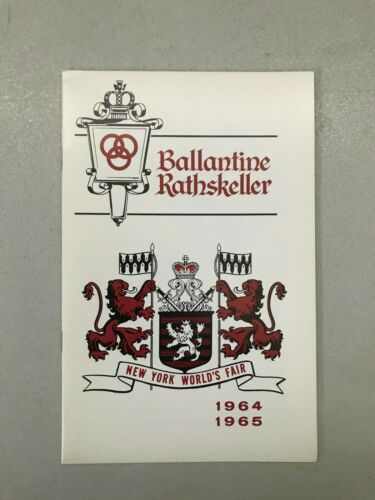 Ballantine
Rathskeller
NEW YORK WORLD'S FAIR
1964
1965